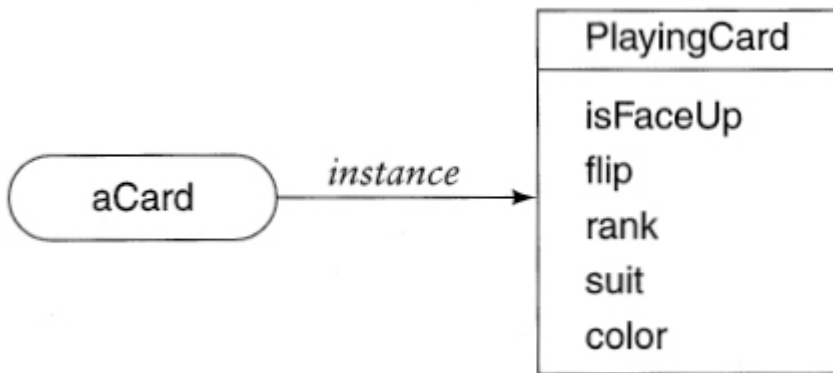 PlayingCard
isFaceUp
flip
rank
suit
color
aCard
instance